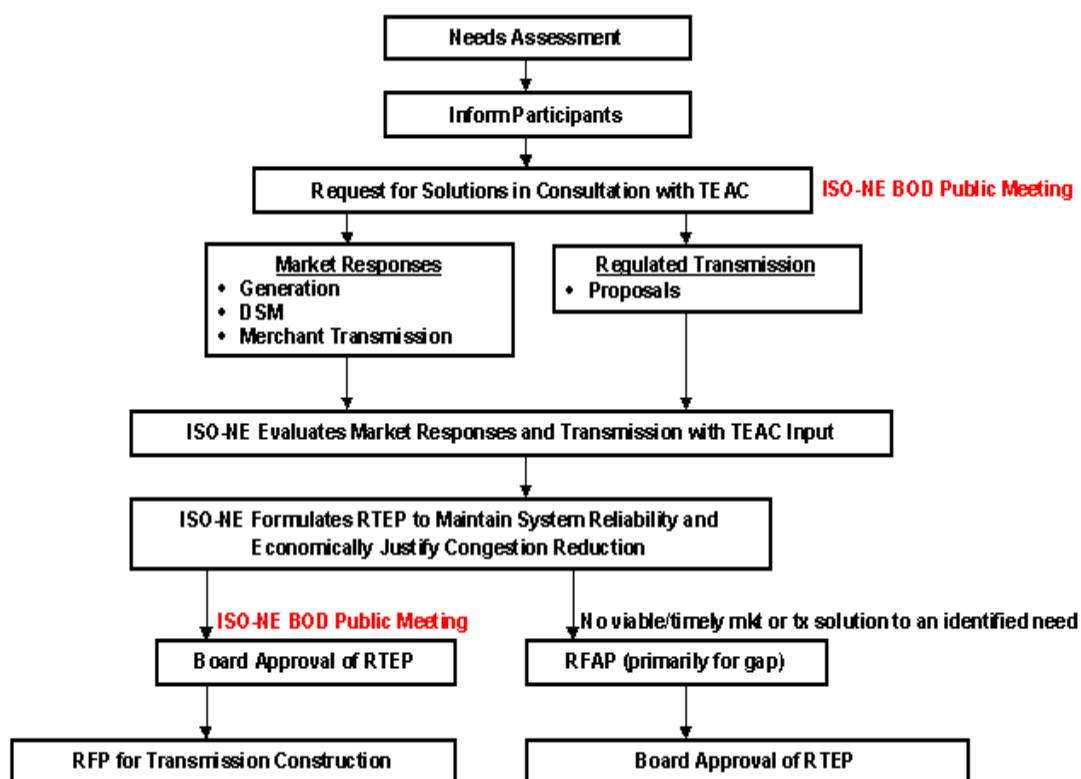 Needs Assessment
Inform Participants
Request for Solutions in Consultation with TEAC
ISO-NE BOD Public Meeting
Market Responses
• Generation
• DSM
• Merchant Transmission
Regulated Transmission
• Proposals
ISO-NE Evaluates Market Responses and Transmission with TEAC Input
ISO-NE Formulates RTEP to Maintain System Reliability and
Economically Justify Congestion Reduction
ISO-NE BOD Public Meeting
No viable/timely mkt or tx solution to an identified need
Board Approval of RTEP
RFAP (primarily for gap)
RFP for Transmission Construction
Board Approval of RTEP